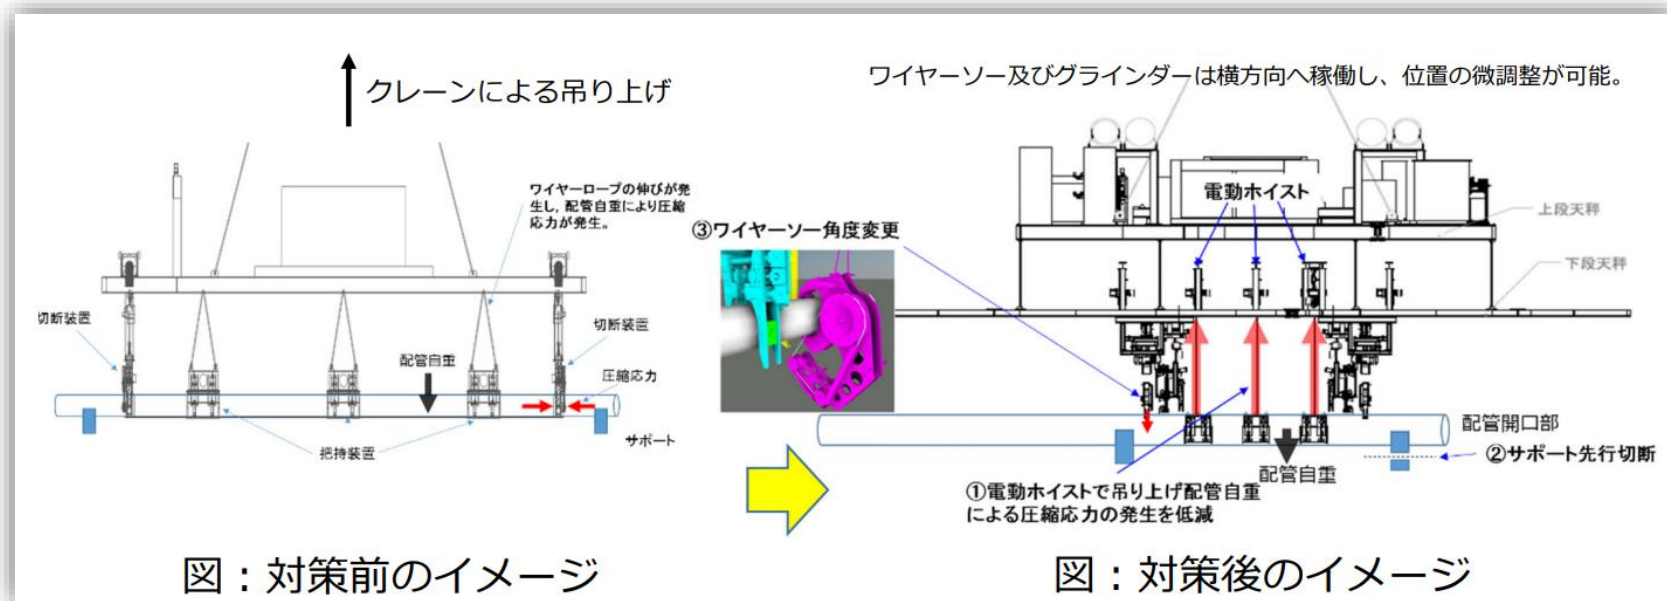 クレーンによる吊り上げ
ワイヤーロープの伸びが発
生し，配管自重により圧縮
応力が発生。
切断装置
切断装置
配管自重
圧縮応力
サポート
把持装置
図：対策前のイメージ
ワイヤーソー及びグラインダーは横方向へ稼働し、位置の微調整が可能。
電動ホイスト
上段天秤
③ワイヤーソー角度変更
下段天秤
配管開口部
②サポート先行切断
配管自重
①電動ホイストで吊り上げ配管自重
による圧縮応力の発生を低減
図：対策後のイメージ